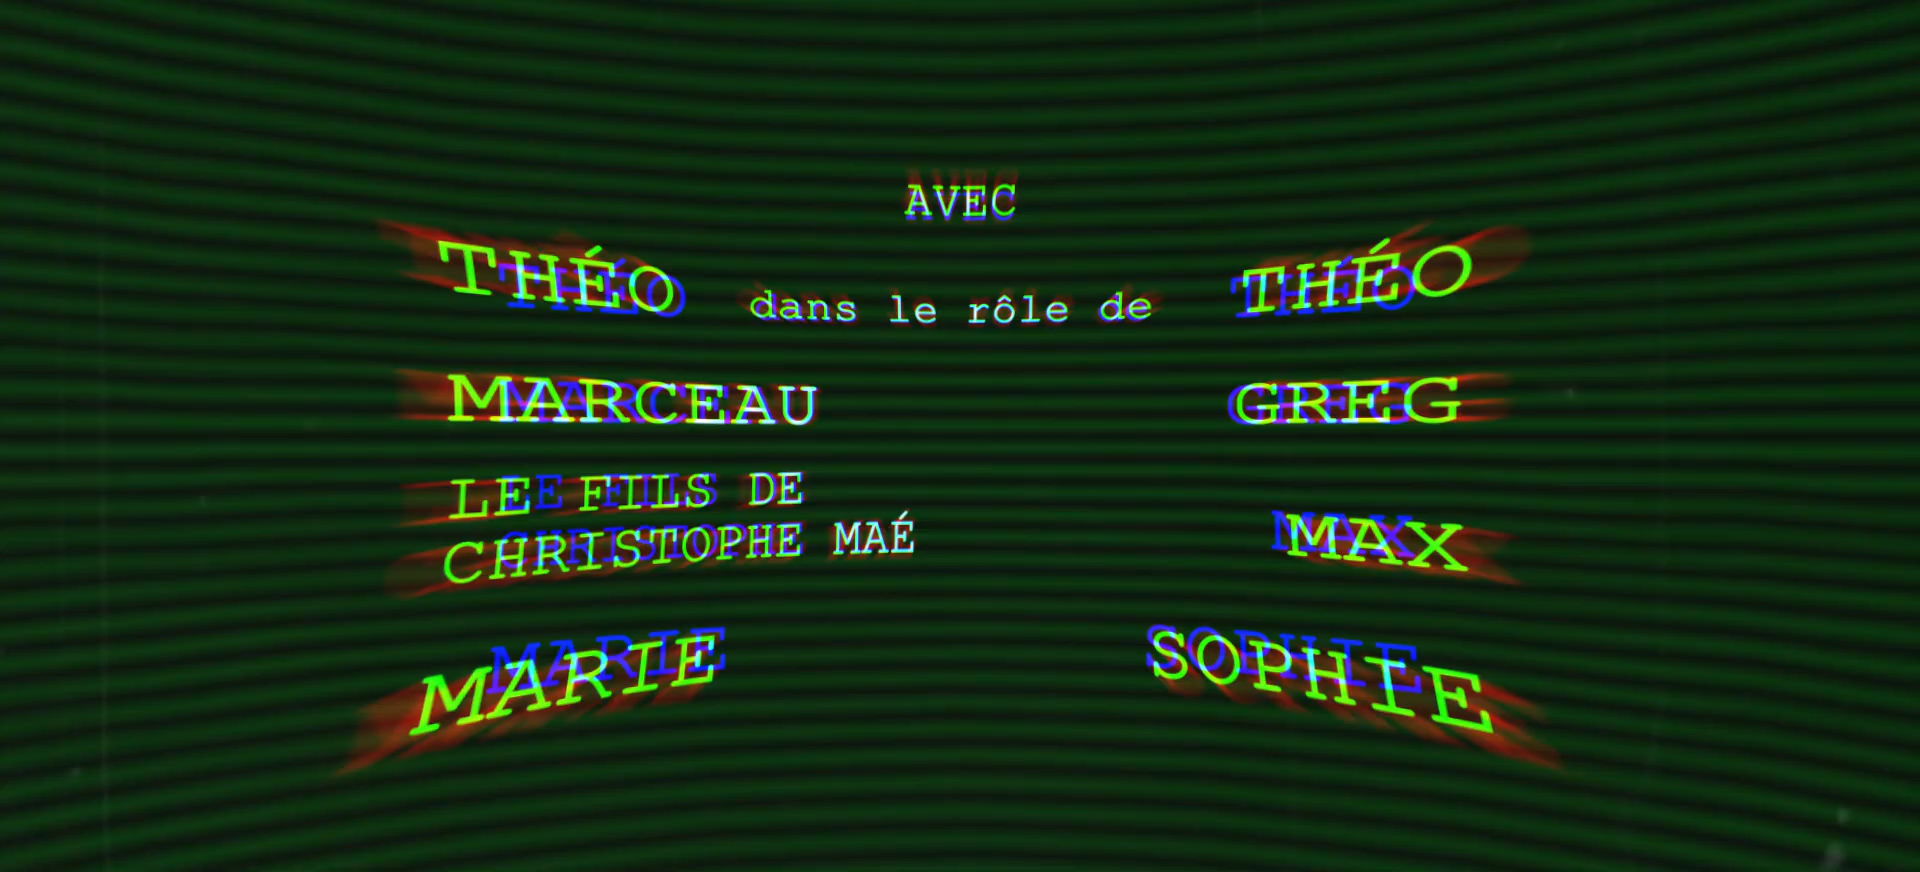 AVEC
THÉO dans le rôle de THÉO
MARCEAU GREG
LE FILS DE
CHRISTOPHE MAÉ MAX
MARIE SOPHIE